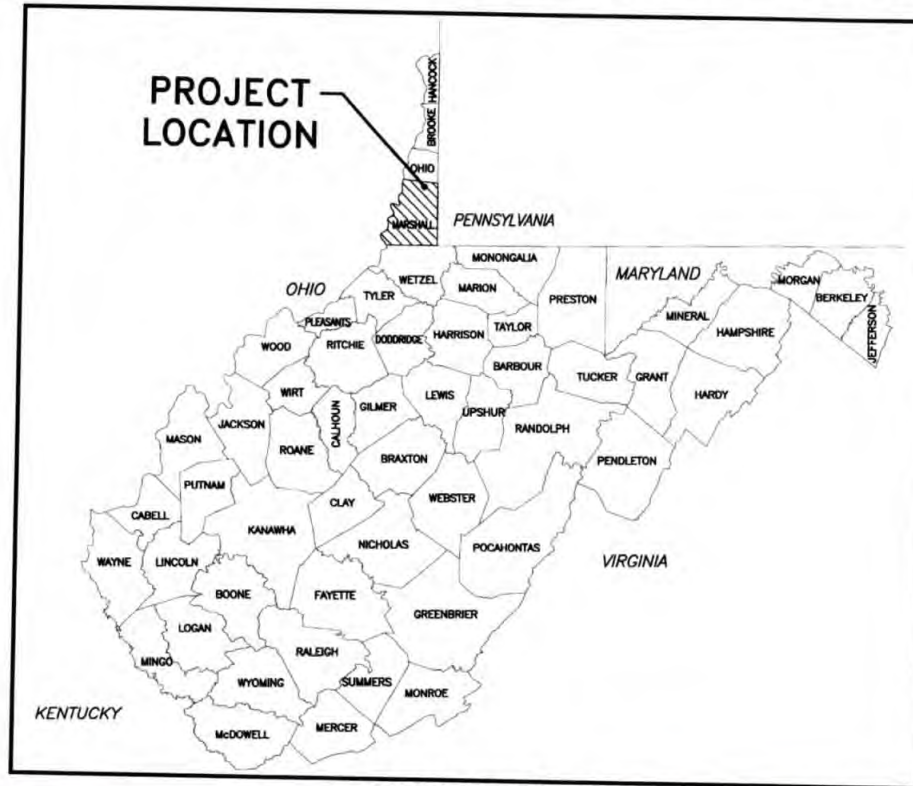 PROJECT
LOCATION
HANCOCK
BROOKE
OHIO
MARSHALL
PENNSYLVANIA
MONONGALIA
WETZEL
MARYLAND
MORGAN
OHIO
TYLER
MARION
PRESTON
BERKELEY
PLEASANTS
MINERAL
JEFFERSON
WOOD
RITCHIE
DODDRIDGE
HARRISON
TAYLOR
HAMPSHIRE
BARBOUR
WIRT
TUCKER
GRANT
LEWIS
HARDY
GILMER
CALHOUN
UPSHUR
JACKSON
RANDOLPH
MASON
ROANE
BRAXTON
PENDLETON
PUTNAM
CLAY
WEBSTER
CABELL
KANAWHA
NICHOLAS
POCAHONTAS
WAYNE
LINCOLN
VIRGINIA
BOONE
FAYETTE
GREENBRIER
LOGAN
RALEIGH
MINGO
WYOMING
SUMMERS
MONROE
KENTUCKY
McDOWELL
MERCER